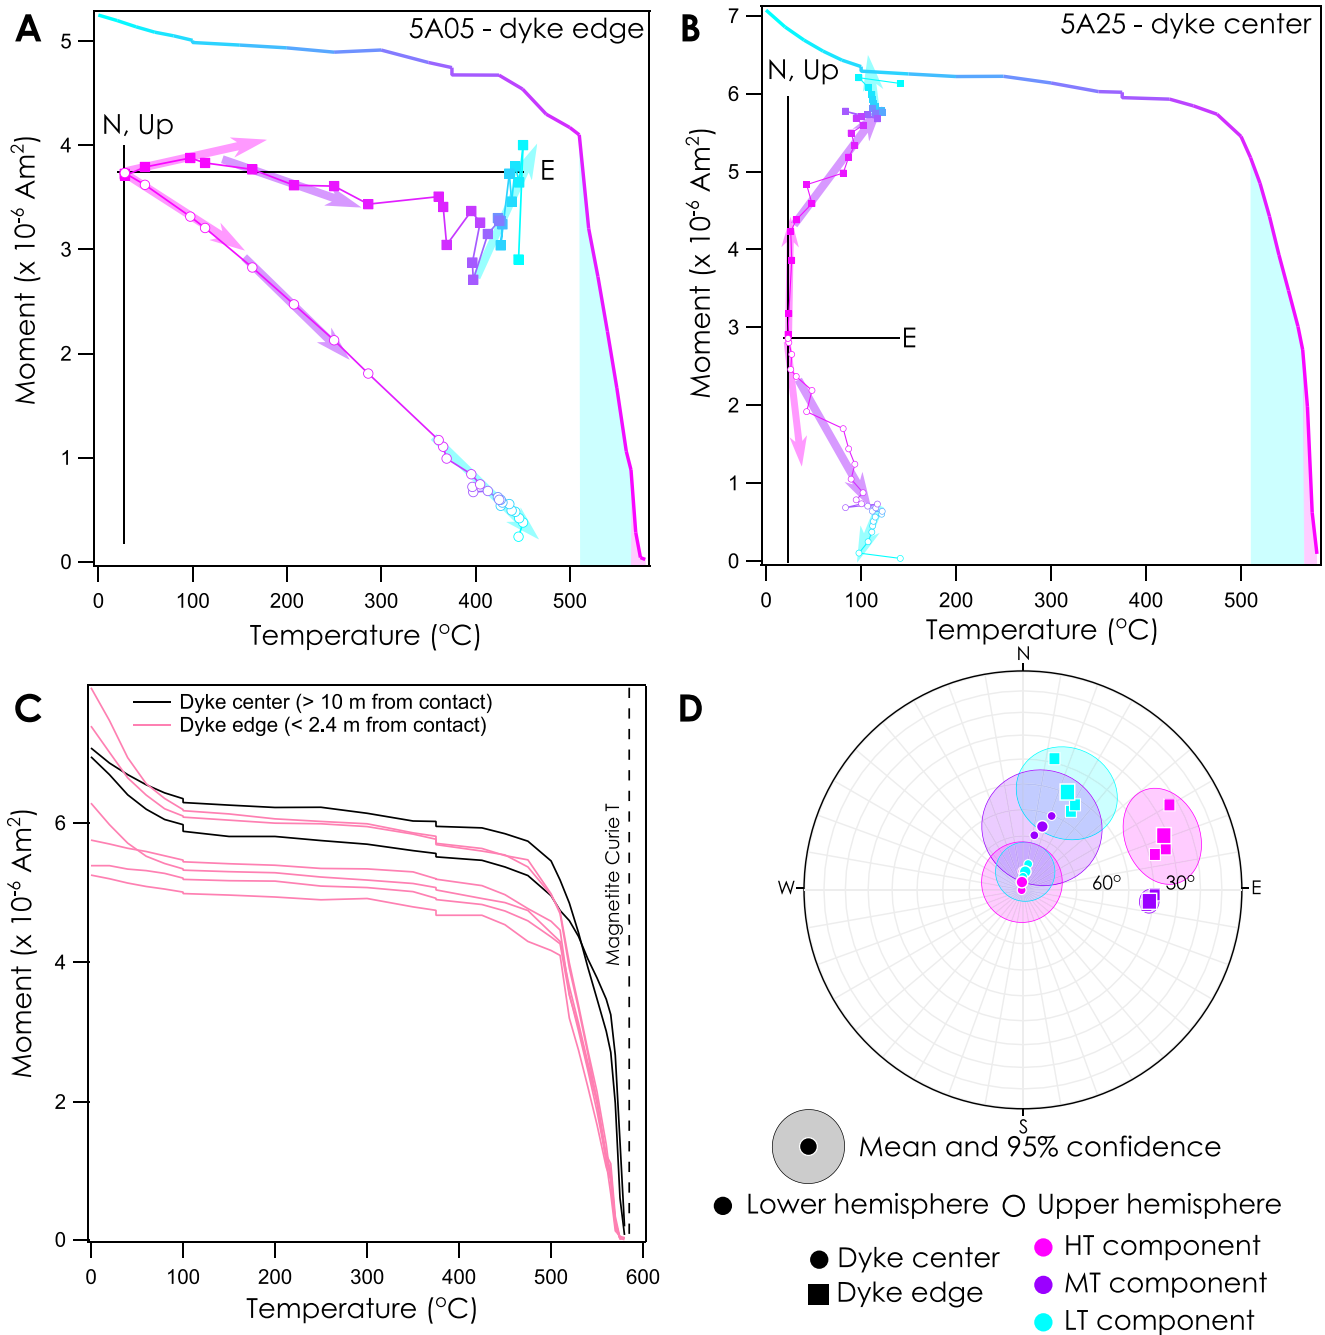 A
5A05 - dyke edge
5
4
3
2
1
0
N, Up
E
Moment (x 10-6 Am2)
0 100 200 300 400 500
Temperature (°C)
B
5A25 - dyke center
7
6
5
4
3
2
1
0
N, Up
E
Moment (x 10-6 Am2)
0 100 200 300 400 500
Temperature (°C)
C
Dyke center (> 10 m from contact)
Dyke edge (< 2.4 m from contact)
Magnetite Curie T
6
4
2
0
Moment (x 10-6 Am2)
0 100 200 300 400 500 600
Temperature (°C)
D
N
W
60° 30°
E
S
Mean and 95% confidence
Lower hemisphere
Upper hemisphere
Dyke center
Dyke edge
HT component
MT component
LT component